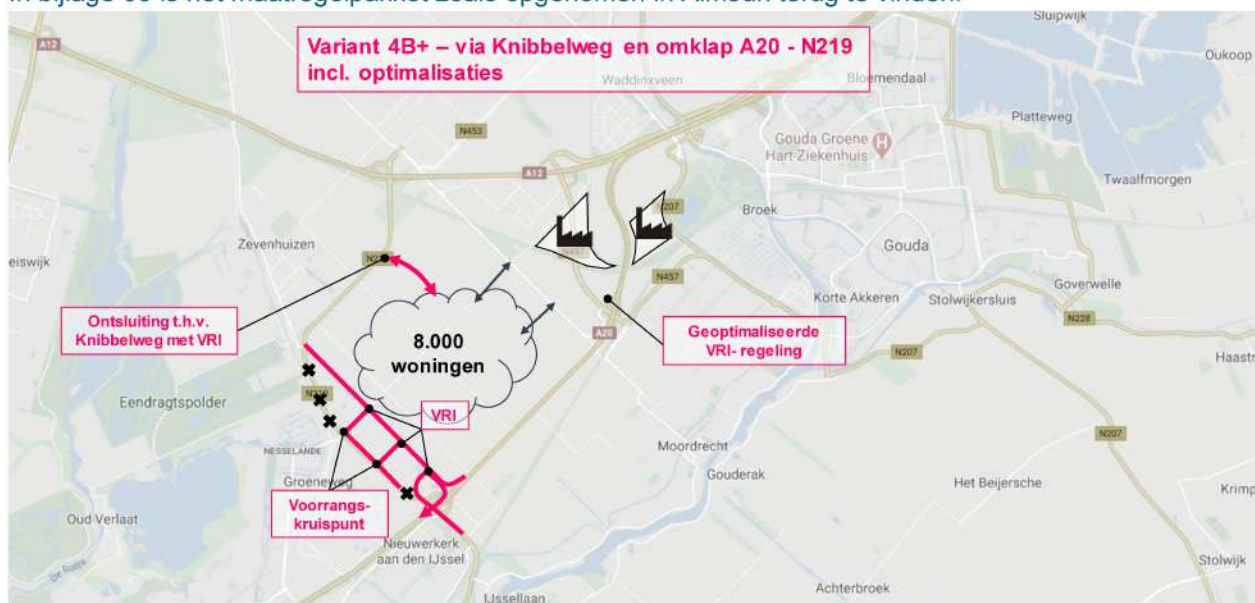 Variant 4B+ – via Knibbelweg en omklap A20 - N219
incl. optimalisaties
Sluipwijk
A12
Oukoop
Waddinxveen
Bloemendaal
Platteweg
N453
Gouda Groene
Hart-Ziekenhuis
H
A12
Twaalfmorgen
Broek
Zevenhuizen
Gouda
N457
Goverwelle
Korte Akkeren
Stolwijkersluis
N228
Ontsluiting t.h.v.
Knibbelweg met VRI
8.000
woningen
A20
Geoptimaliseerde
VRI- regeling
N207
Eendragtspolder
VRI
NESSELANDE
Moordrecht
N207
Groeneweg
Gouderak
Het Beijersche
Voorrangs-
kruispunt
Oud Verlaat
Nieuwerkerk
aan den IJssel
Stolwijk
De Rotte
Achterbroek
IJssellaan